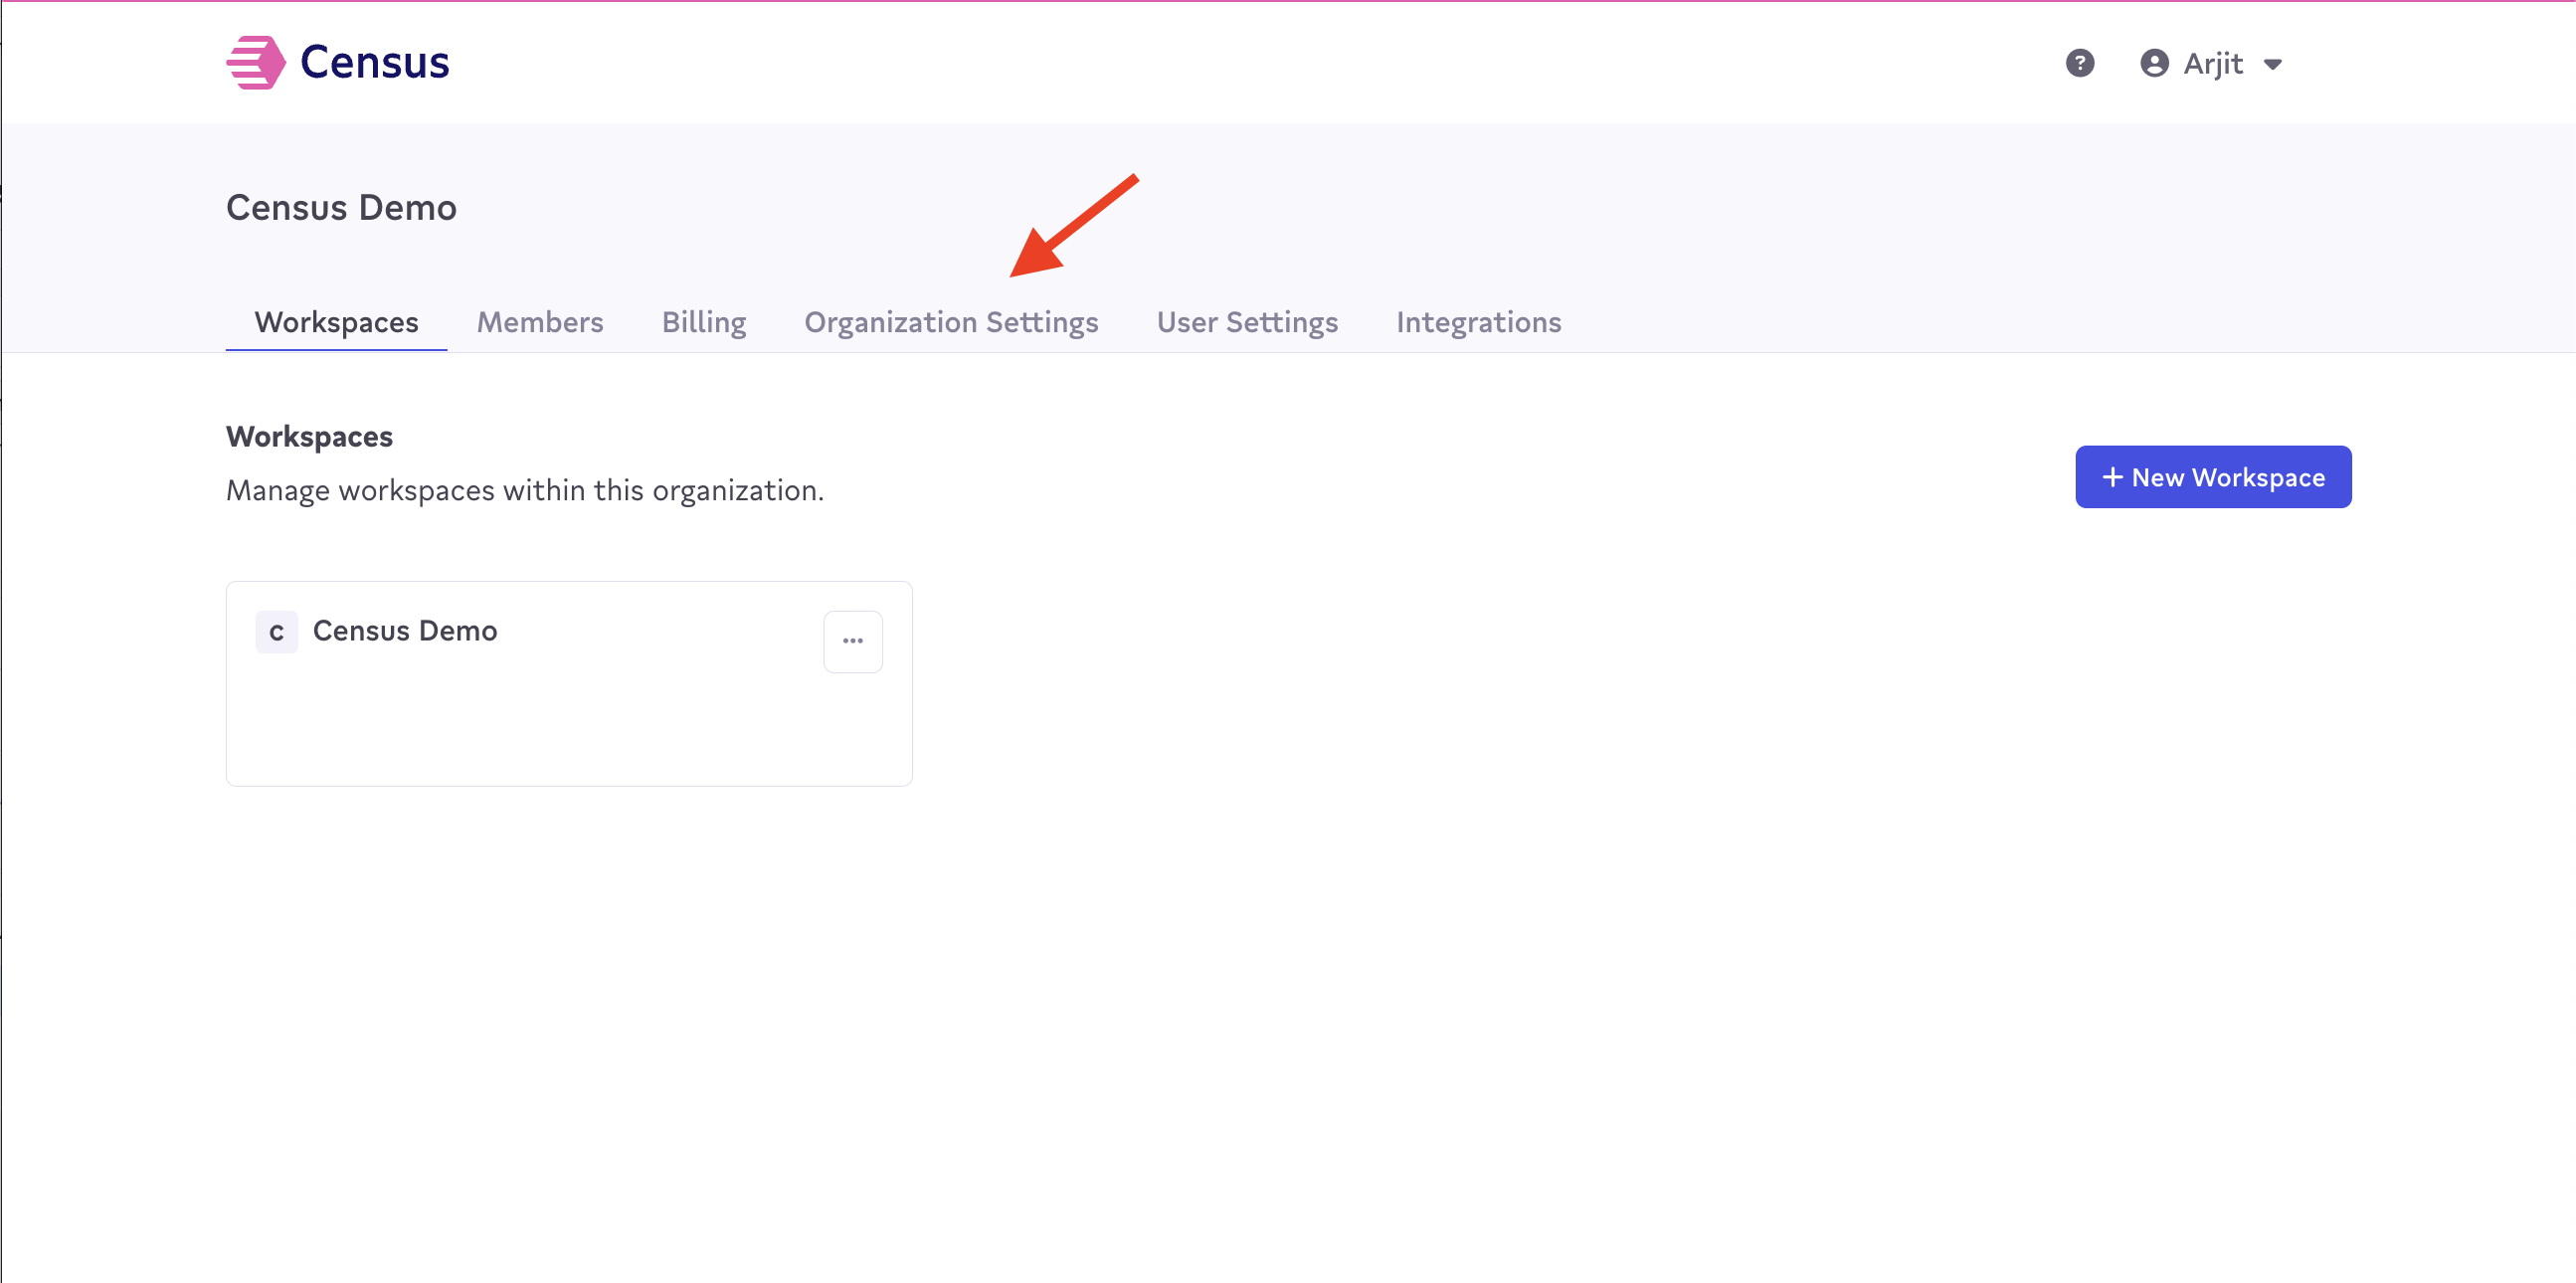 Census
? Arjit
Census Demo
Workspaces Members Billing Organization Settings User Settings Integrations
Workspaces
Manage workspaces within this organization.
+ New Workspace
C Census Demo
...